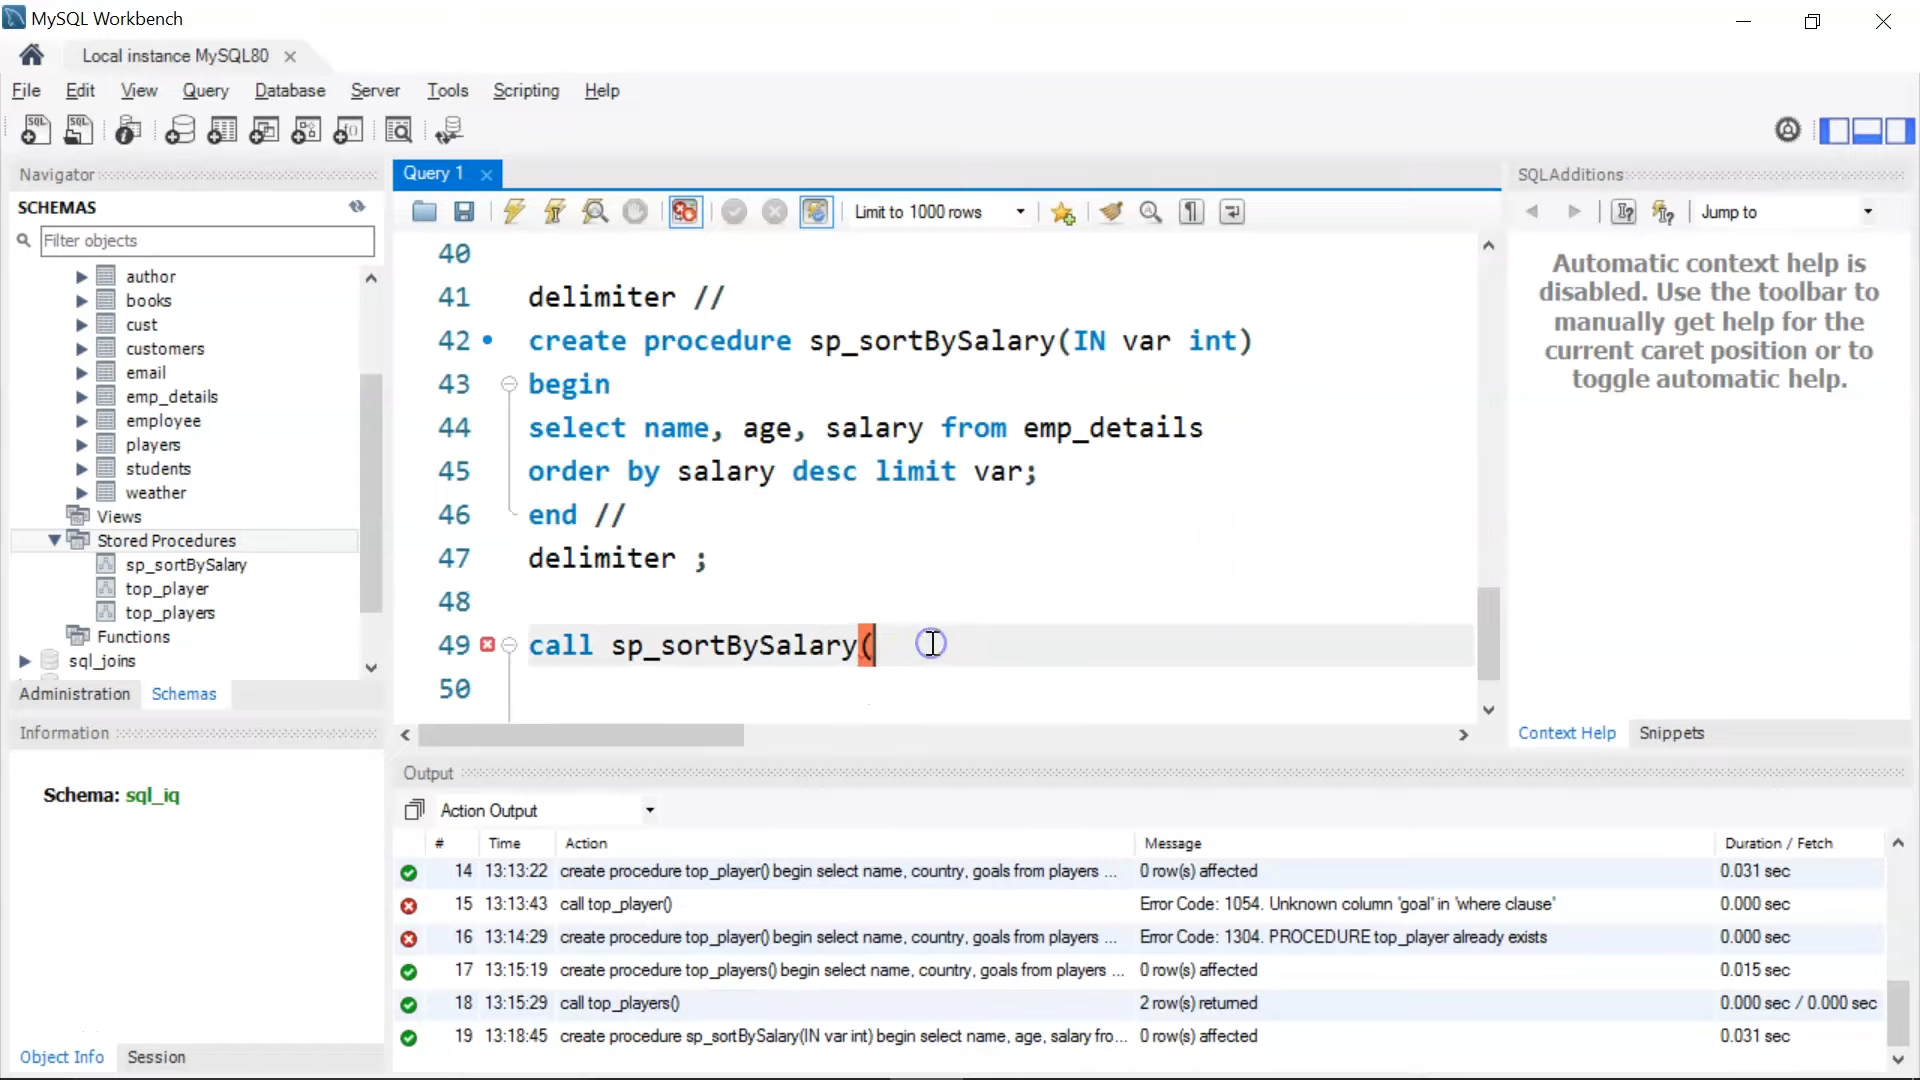 MySQL Workbench
Local instance MySQL80
File Edit View Query Database Server Tools Scripting Help
Navigator
SCHEMAS
Filter objects
author
books
cust
customers
email
emp_details
employee
players
students
weather
Views
Stored Procedures
sp_sortBySalary
top_player
top_players
Functions
sql_joins
Administration Schemas
Information
Schema: sql_iq
Object Info Session
Query 1
Limit to 1000 rows
40
41 delimiter //
42 create procedure sp_sortBySalary(IN var int)
43 begin
44 select name, age, salary from emp_details
45 order by salary desc limit var;
46 end //
47 delimiter ;
48
49 call sp_sortBySalary(
50
SQLAdditions
Jump to
Automatic context help is
disabled. Use the toolbar to
manually get help for the
current caret position or to
toggle automatic help.
Context Help Snippets
Output
Action Output
# Time Action Message Duration / Fetch
14 13:13:22 create procedure top_player() begin select name, country, goals from players ... 0 row(s) affected 0.031 sec
15 13:13:43 call top_player() Error Code: 1054. Unknown column 'goal' in 'where clause' 0.000 sec
16 13:14:29 create procedure top_player() begin select name, country, goals from players ... Error Code: 1304. PROCEDURE top_player already exists 0.000 sec
17 13:15:19 create procedure top_players() begin select name, country, goals from players ... 0 row(s) affected 0.015 sec
18 13:15:29 call top_players() 2 row(s) returned 0.000 sec / 0.000 sec
19 13:18:45 create procedure sp_sortBySalary(IN var int) begin select name, age, salary fro... 0 row(s) affected 0.031 sec